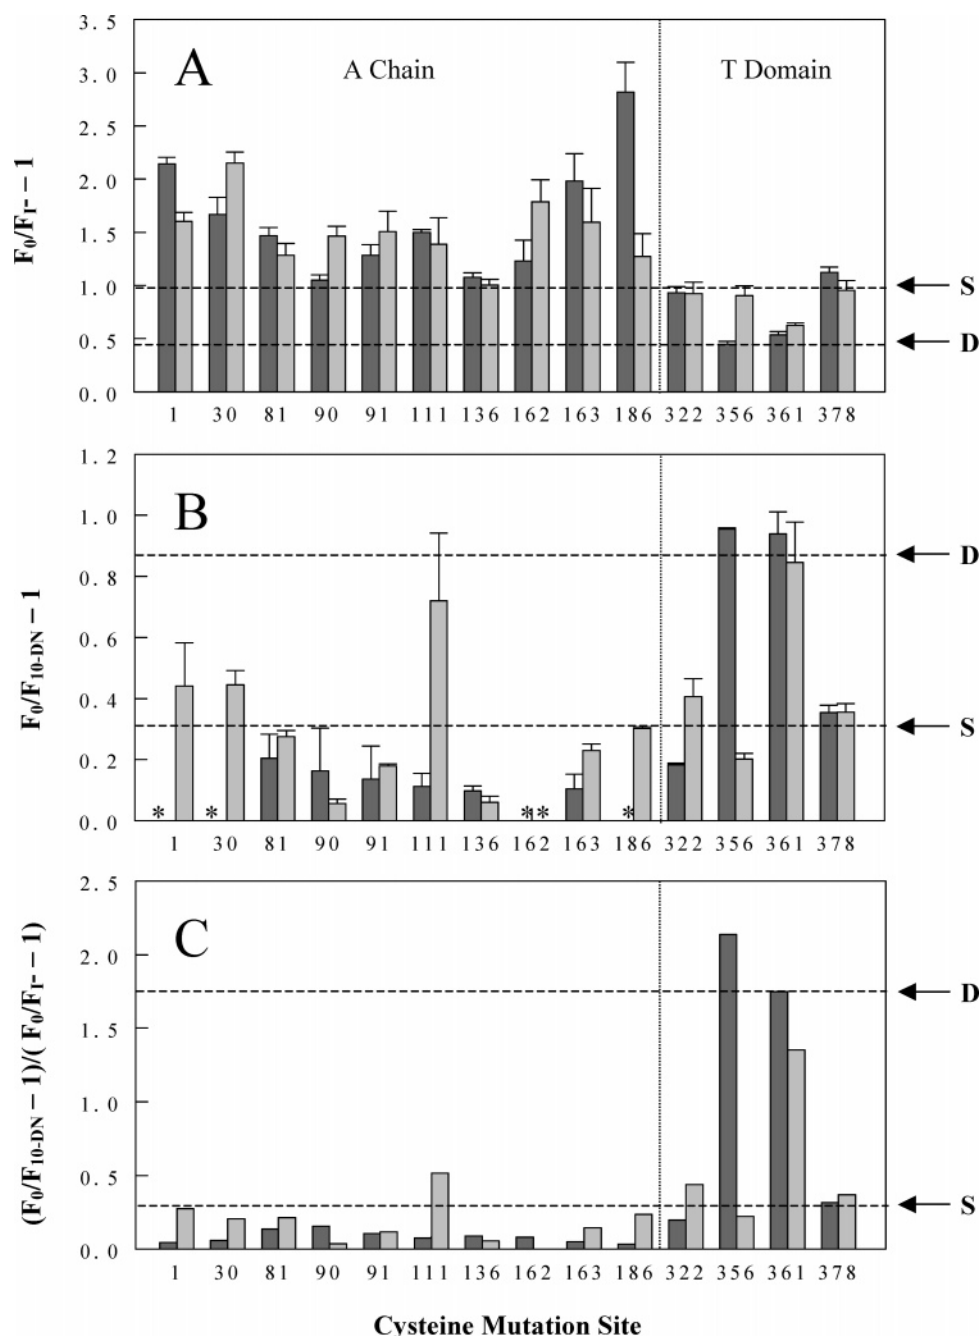 3.5
A
A Chain
T Domain
3.0
2.5
2.0
1.5
1.0
0.5
0.0
F0/FI- – 1
S
D
1 30 81 90 91 111 136 162 163 186 322 356 361 378
1.2
B
1.0
0.8
0.6
0.4
0.2
0.0
F0/F10-DN – 1
D
S
* * * * *
1 30 81 90 91 111 136 162 163 186 322 356 361 378
2.5
C
2.0
1.5
1.0
0.5
0.0
(F0/F10-DN – 1)/( F0/FI- – 1)
D
S
1 30 81 90 91 111 136 162 163 186 322 356 361 378
Cysteine Mutation Site